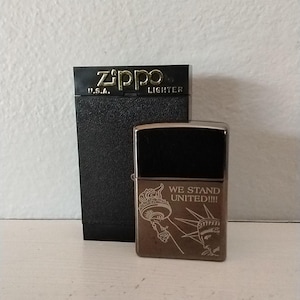 Zippo
U.S.A. LIGHTER
WE STAND
UNITED!!!!